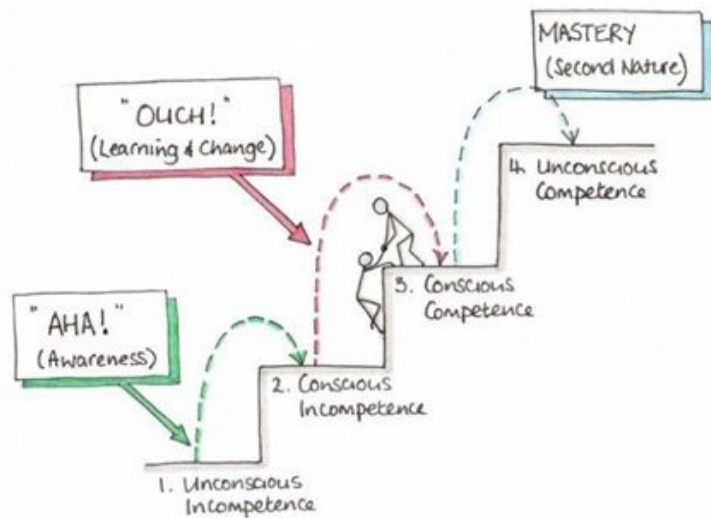 MASTERY
(Second Nature)
"OUCH!"
(Learning & Change)
4. Unconscious
Competence
3. Conscious
Competence
"AHA!"
(Awareness)
2. Conscious
Incompetence
1. Unconscious
Incompetence